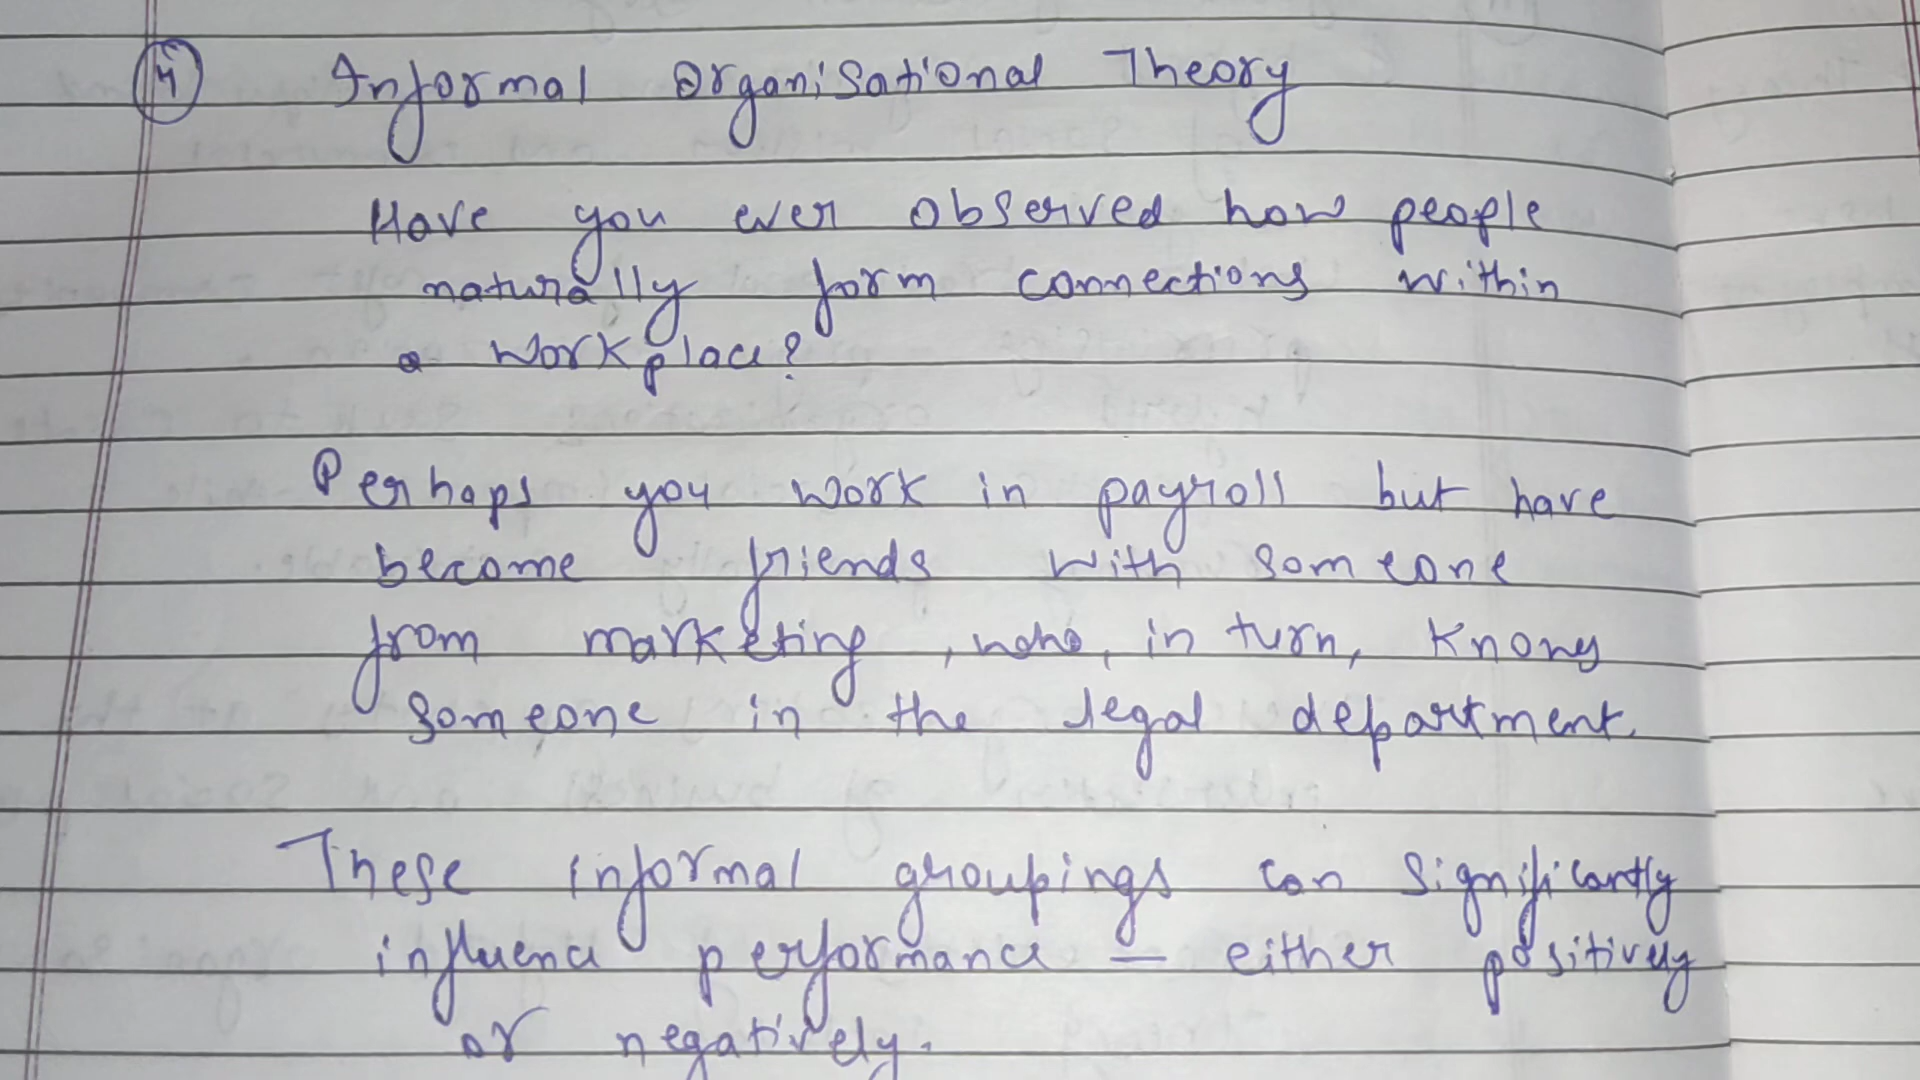 4 Informal Organisational Theory
Have you ever observed how people
naturally form connections within
a workplace?
Perhaps you work in payroll but have
become friends with someone
from marketing, who, in turn, knows
someone in the legal department.
These informal groupings can significantly
influence performance — either positively
or negatively.